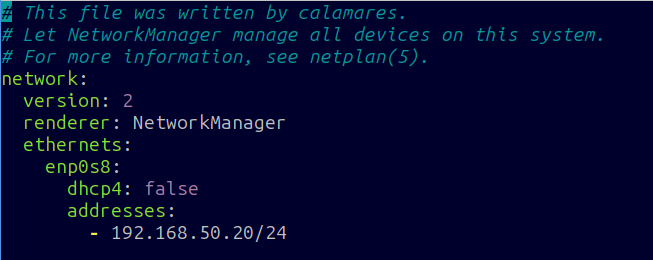 # This file was written by calamares.
# Let NetworkManager manage all devices on this system.
# For more information, see netplan(5).
network:
  version: 2
  renderer: NetworkManager
  ethernets:
    enp0s8:
      dhcp4: false
      addresses:
        - 192.168.50.20/24